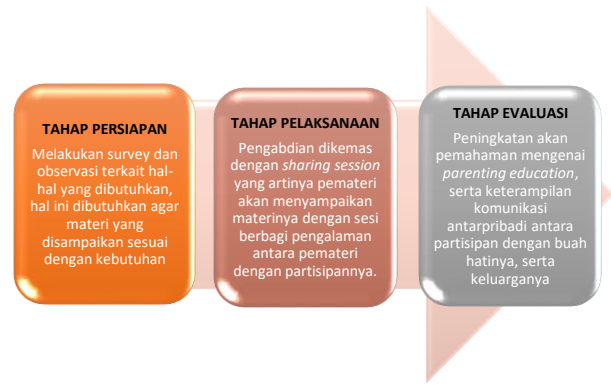 TAHAP PERSIAPAN
Melakukan survey dan
observasi terkait hal-
hal yang dibutuhkan,
hal ini dibutuhkan agar
materi yang
disampaikan sesuai
dengan kebutuhan
TAHAP PELAKSANAAN
Pengabdian dikemas
dengan sharing session
yang artinya pemateri
akan menyampaikan
materinya dengan sesi
berbagi pengalaman
antara pemateri
dengan partisipannya.
TAHAP EVALUASI
Peningkatan akan
pemahaman mengenai
parenting education,
serta keterampilan
komunikasi
antarpribadi antara
partisipan dengan buah
hatinya, serta
keluarganya